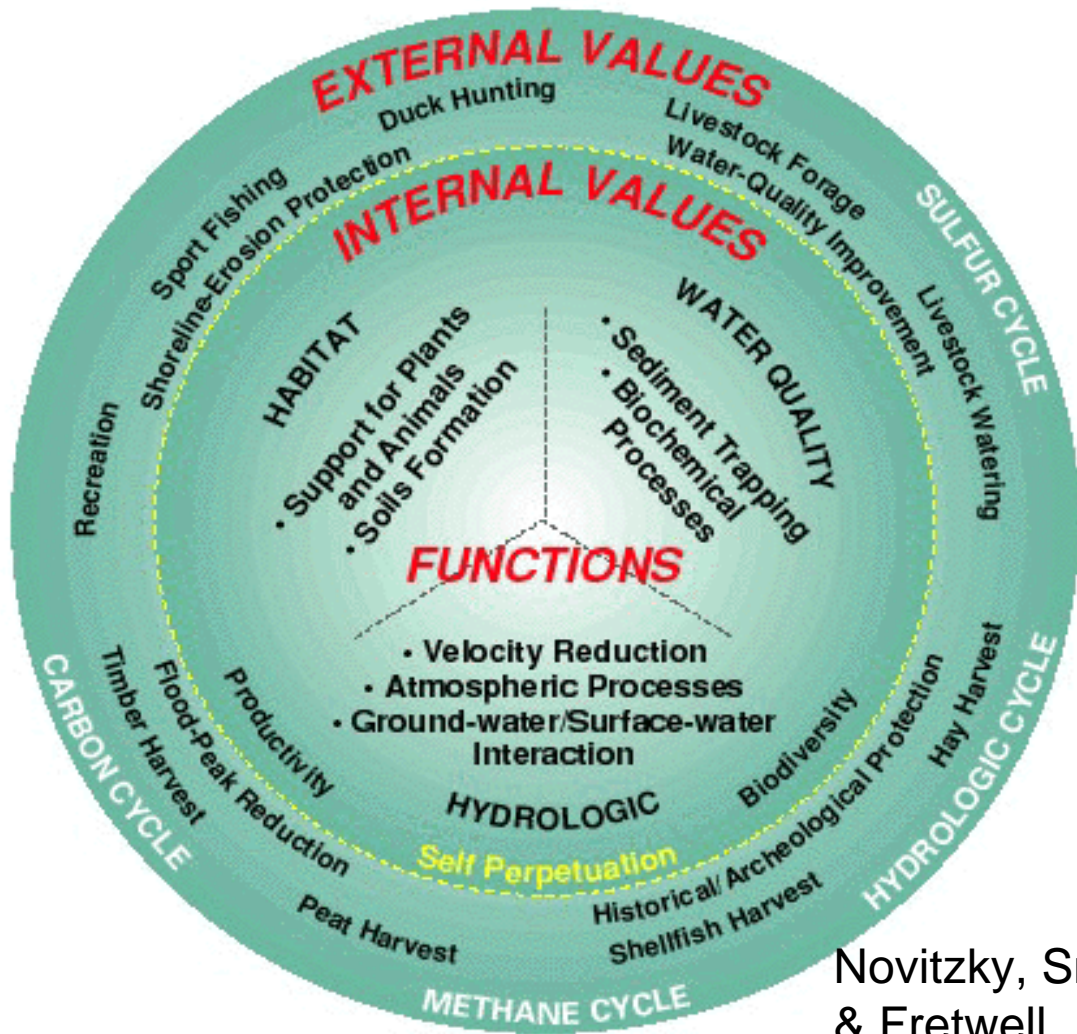 EXTERNAL VALUES
Duck Hunting
Livestock Forage
Water-Quality Improvement
Livestock Watering
Sport Fishing
Shoreline-Erosion Protection
Recreation
SULFUR CYCLE
INTERNAL VALUES
HABITAT
• Support for Plants
and Animals
• Soils Formation
WATER QUALITY
• Sediment Trapping
• Biochemical
Processes
FUNCTIONS
• Velocity Reduction
• Atmospheric Processes
• Ground-water/Surface-water
Interaction
HYDROLOGIC
Productivity
Biodiversity
Self Perpetuation
Flood-Peak Reduction
Timber Harvest
Peat Harvest
Historical/Archeological Protection
Shellfish Harvest
Hay Harvest
CARBON CYCLE
METHANE CYCLE
HYDROLOGIC CYCLE
Novitzky,
& Fretwell